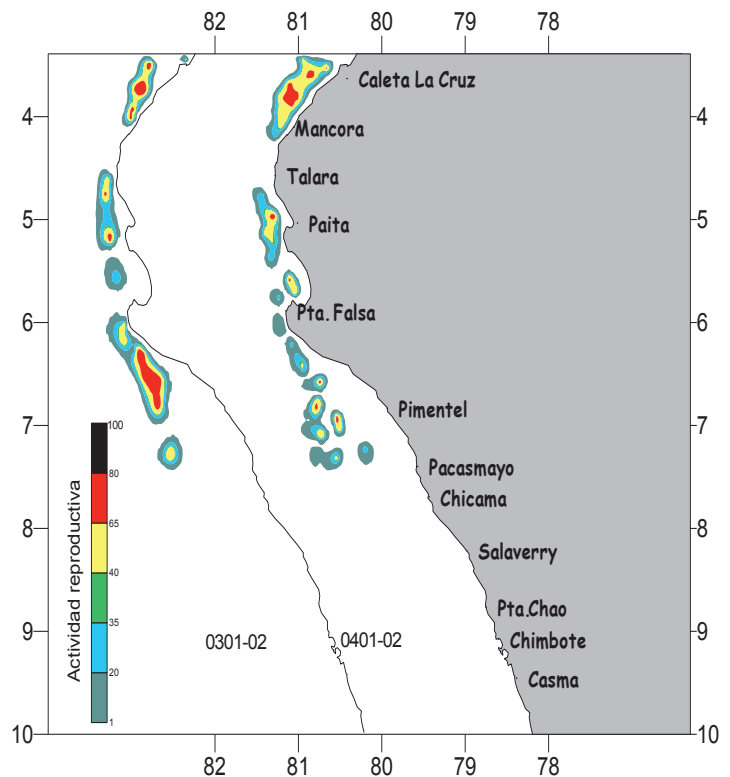 82 81 80 79 78
Caleta La Cruz
4 4
Mancora
Talara
5 5
Paita
Pta. Falsa
6 6
Pimentel
7 7
100
Pacasmayo
80
Chicama
65
8 8
Salaverry
40
Pta.Chao
35
0301-02 0401-02
9 9
Chimbote
20
Casma
1
Actividad reproductiva
10 10
82 81 80 79 78